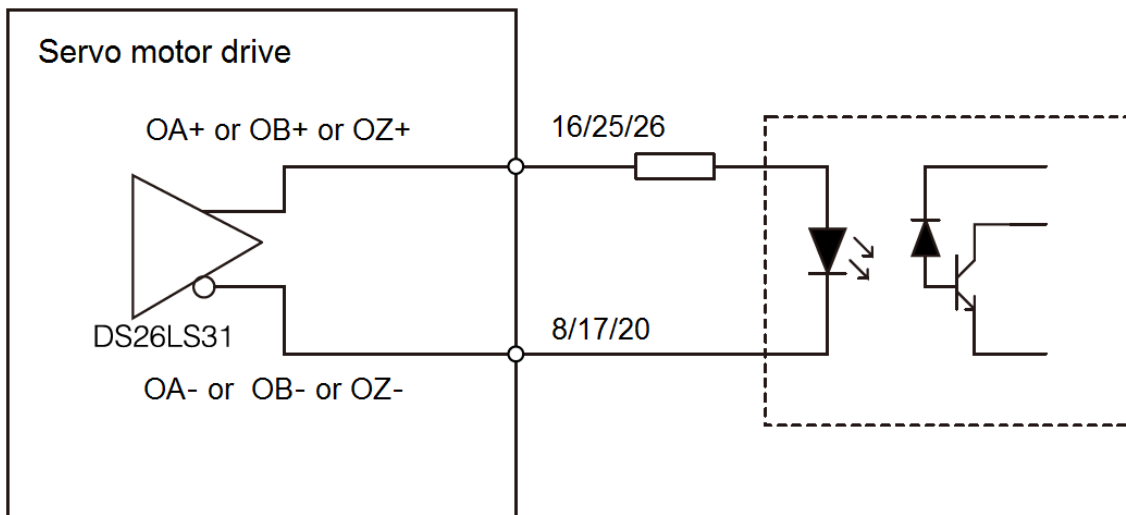 Servo motor drive
OA+ or OB+ or OZ+
16/25/26
DS26LS31
8/17/20
OA- or OB- or OZ-